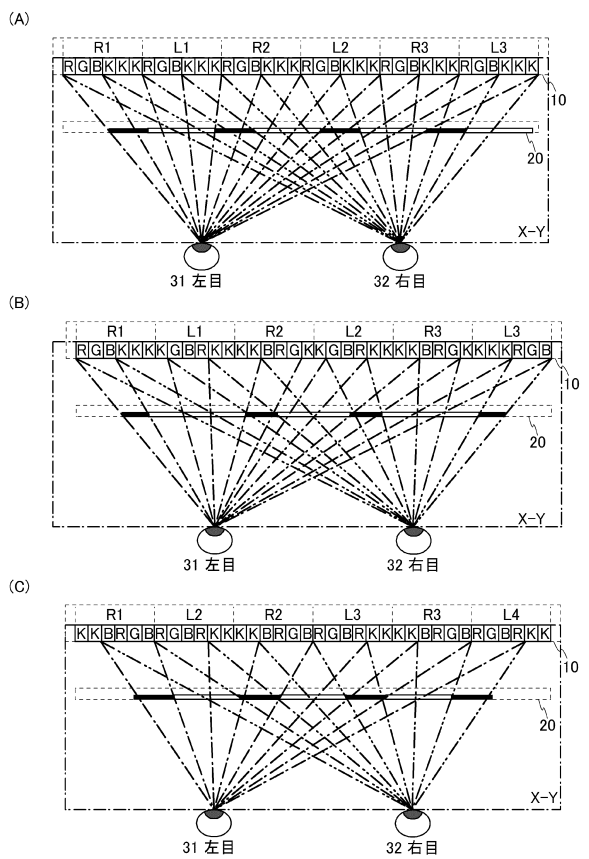 (A)
R1 L1 R2 L2 R3 L3
RGBKKKRGBKKKRGBKKKRGBKKKRGBKKKRGBKKK
10
20
X-Y
31 左目 32 右目
(B)
R1 L1 R2 L2 R3 L3
RGBKKKKGBRKKKKBRGKKGBRKKKKBRGKKKKRGB
10
20
X-Y
31 左目 32 右目
(C)
R1 L2 R2 L3 R3 L4
KKBRGBRGBRKKKKBRGBRGBRKKKKBRGBRGBRKK
10
20
X-Y
31 左目 32 右目